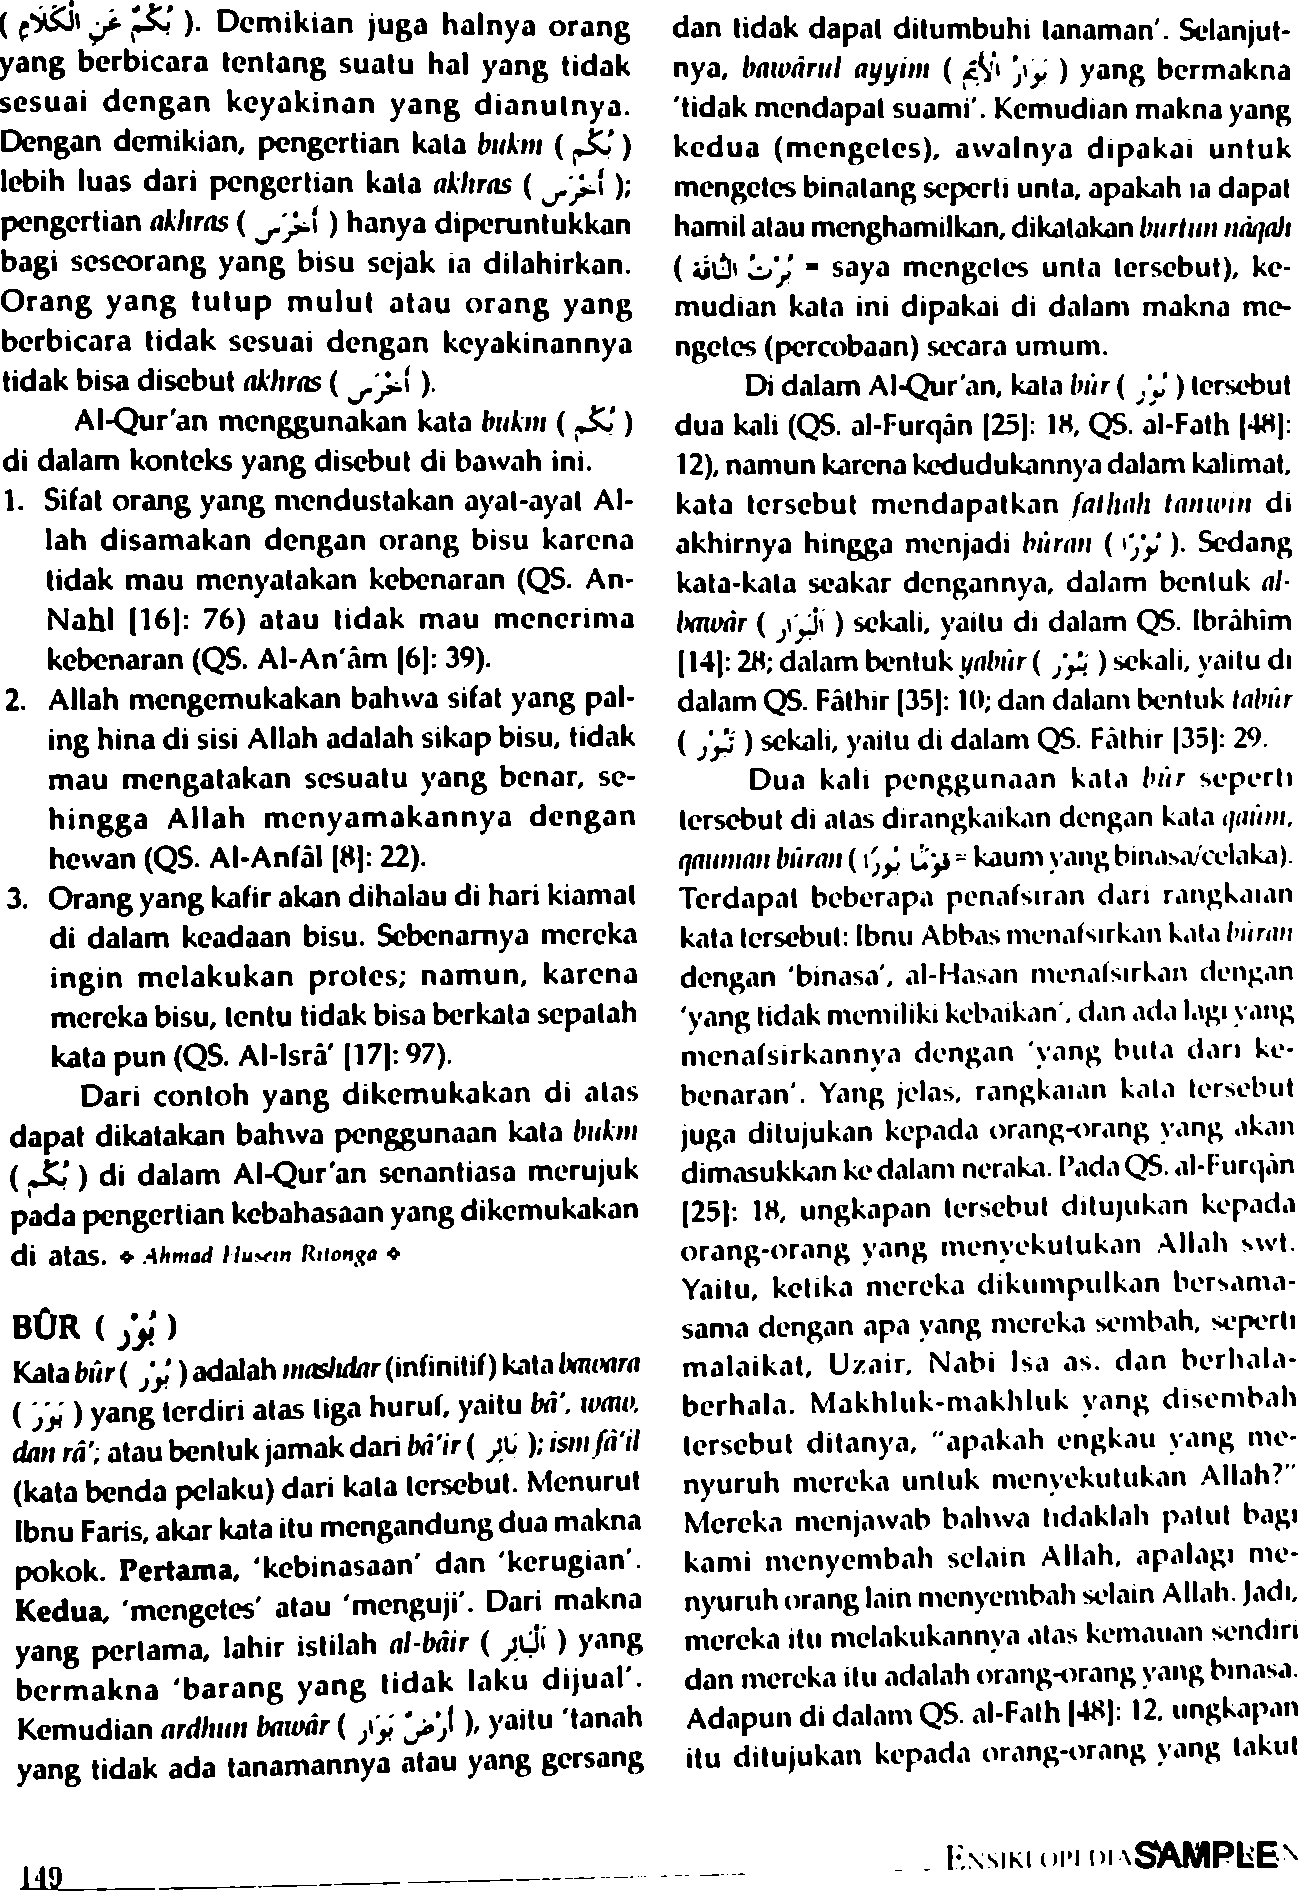 ( بُكْمٌ عَنِ الْكَلَامِ ). Demikian juga halnya orang
yang berbicara tentang suatu hal yang tidak
sesuai dengan keyakinan yang dianutnya.
Dengan demikian, pengertian kata bukm ( بُكْم )
lebih luas dari pengertian kata akhras ( أَخْرَس );
pengertian akhras ( أَخْرَس ) hanya diperuntukkan
bagi seseorang yang bisu sejak ia dilahirkan.
Orang yang tutup mulut atau orang yang
berbicara tidak sesuai dengan keyakinannya
tidak bisa disebut akhras ( أَخْرَس ).
Al-Qur'an menggunakan kata bukm ( بُكْم )
di dalam konteks yang disebut di bawah ini.
1. Sifat orang yang mendustakan ayat-ayat Al-
lah disamakan dengan orang bisu karena
tidak mau menyatakan kebenaran (QS. An-
Nahl [16]: 76) atau tidak mau menerima
kebenaran (QS. Al-An'âm [6]: 39).
2. Allah mengemukakan bahwa sifat yang pal-
ing hina di sisi Allah adalah sikap bisu, tidak
mau mengatakan sesuatu yang benar, se-
hingga Allah menyamakannya dengan
hewan (QS. Al-Anfâl [8]: 22).
3. Orang yang kafir akan dihalau di hari kiamat
di dalam keadaan bisu. Sebenarnya mereka
ingin melakukan protes; namun, karena
mereka bisu, tentu tidak bisa berkata sepatah
kata pun (QS. Al-Isrâ' [17]: 97).
Dari contoh yang dikemukakan di atas
dapat dikatakan bahwa penggunaan kata bukm
( بُكْم ) di dalam Al-Qur'an senantiasa merujuk
pada pengertian kebahasaan yang dikemukakan
di atas. ❖ Ahmad Husein Ritonga ❖
BÛR ( بُوْر )
Kata bûr ( بُوْر ) adalah mashdar (infinitif) kata bawara
( بَوَرَ ) yang terdiri atas tiga huruf, yaitu bâ', waw,
dan râ'; atau bentuk jamak dari bâ'ir ( بَائِر ); ism fâ'il
(kata benda pelaku) dari kata tersebut. Menurut
Ibnu Faris, akar kata itu mengandung dua makna
pokok. Pertama, 'kebinasaan' dan 'kerugian'.
Kedua, 'mengetes' atau 'menguji'. Dari makna
yang pertama, lahir istilah al-bâir ( اَلْبَائِر ) yang
bermakna 'barang yang tidak laku dijual'.
Kemudian ardhun bawâr ( أَرْضٌ بَوَار ), yaitu 'tanah
yang tidak ada tanamannya atau yang gersang
dan tidak dapat ditumbuhi tanaman'. Selanjut-
nya, bawârul ayyim ( بَوَارُ الْأَيِّم ) yang bermakna
'tidak mendapat suami'. Kemudian makna yang
kedua (mengetes), awalnya dipakai untuk
mengetes binatang seperti unta, apakah ia dapat
hamil atau menghamilkan, dikatakan burtun nâqah
( بُرْتُ النَّاقَة = saya mengetes unta tersebut), ke-
mudian kata ini dipakai di dalam makna me-
ngetes (percobaan) secara umum.
Di dalam Al-Qur'an, kata bûr ( بُوْر ) tersebut
dua kali (QS. al-Furqân [25]: 18, QS. al-Fath [48]:
12), namun karena kedudukannya dalam kalimat,
kata tersebut mendapatkan fathah tanwin di
akhirnya hingga menjadi bûran ( بُوْرًا ). Sedang
kata-kata seakar dengannya, dalam bentuk al-
bawâr ( اَلْبَوَار ) sekali, yaitu di dalam QS. Ibrâhîm
[14]: 28; dalam bentuk yabûr ( يَبُوْر ) sekali, yaitu di
dalam QS. Fâthir [35]: 10; dan dalam bentuk tabûr
( تَبُوْر ) sekali, yaitu di dalam QS. Fâthir [35]: 29.
Dua kali penggunaan kata bûr seperti
tersebut di atas dirangkaikan dengan kata qaum,
qauman bûran ( قَوْمًا بُوْرًا = kaum yang binasa/celaka).
Terdapat beberapa penafsiran dari rangkaian
kata tersebut: Ibnu Abbas menafsirkan kata bûran
dengan 'binasa', al-Hasan menafsirkan dengan
'yang tidak memiliki kebaikan', dan ada lagi yang
menafsirkannya dengan 'yang buta dari ke-
benaran'. Yang jelas, rangkaian kata tersebut
juga ditujukan kepada orang-orang yang akan
dimasukkan ke dalam neraka. Pada QS. al-Furqân
[25]: 18, ungkapan tersebut ditujukan kepada
orang-orang yang menyekutukan Allah swt.
Yaitu, ketika mereka dikumpulkan bersama-
sama dengan apa yang mereka sembah, seperti
malaikat, Uzair, Nabi Isa as. dan berhala-
berhala. Makhluk-makhluk yang disembah
tersebut ditanya, "apakah engkau yang me-
nyuruh mereka untuk menyekutukan Allah?"
Mereka menjawab bahwa tidaklah patut bagi
kami menyembah selain Allah, apalagi me-
nyuruh orang lain menyembah selain Allah. Jadi,
mereka itu melakukannya atas kemauan sendiri
dan mereka itu adalah orang-orang yang binasa.
Adapun di dalam QS. al-Fath [48]: 12, ungkapan
itu ditujukan kepada orang-orang yang takut
149
ENSIKLOPEDIA SAMPLE